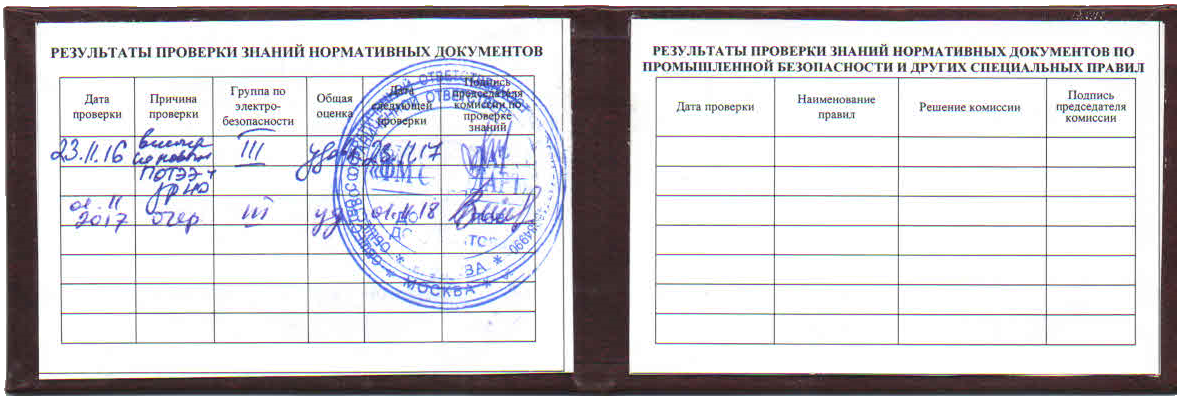 РЕЗУЛЬТАТЫ ПРОВЕРКИ ЗНАНИЙ НОРМАТИВНЫХ ДОКУМЕНТОВ
Дата проверки
Причина проверки
Группа по электро-безопасности
Общая оценка
Дата следующей проверки
Подпись председателя комиссии по проверке знаний
23.11.16
III
23.11.17
ПОТЭЭ
01.11 2017
очер
III
уд
01.11.18
МОСКВА
РЕЗУЛЬТАТЫ ПРОВЕРКИ ЗНАНИЙ НОРМАТИВНЫХ ДОКУМЕНТОВ ПО
ПРОМЫШЛЕННОЙ БЕЗОПАСНОСТИ И ДРУГИХ СПЕЦИАЛЬНЫХ ПРАВИЛ
Дата проверки
Наименование правил
Решение комиссии
Подпись председателя комиссии